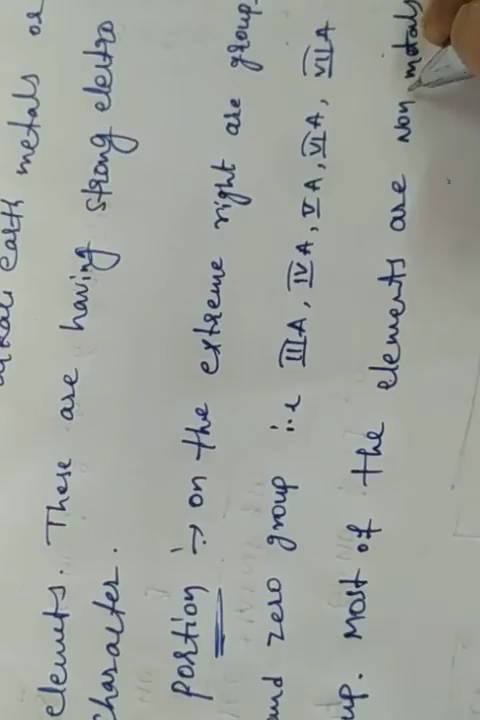 earth metals or
elements. These are having strong electro
character.
portion :→ on the extreme right are group
and zero group i.e IIIA, IVA, VA, VIA, VIIA
up. Most of the elements are Non metals